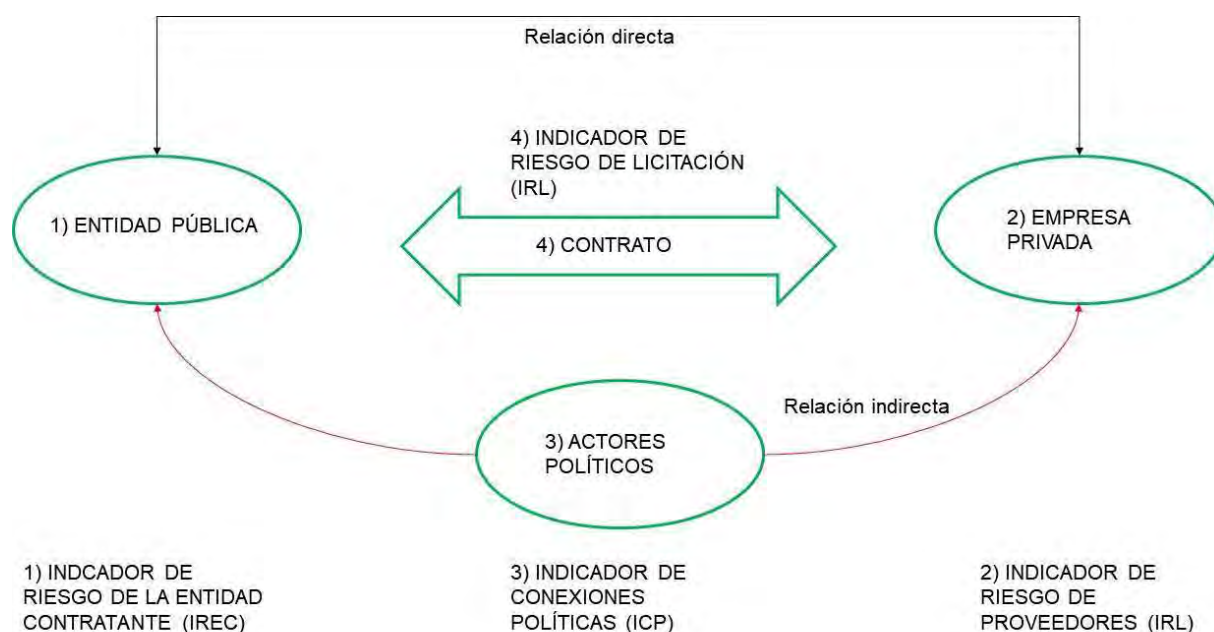 Relación directa
4) INDICADOR DE
RIESGO DE LICITACIÓN
(IRL)
1) ENTIDAD PÚBLICA
4) CONTRATO
2) EMPRESA
PRIVADA
Relación indirecta
3) ACTORES
POLÍTICOS
1) INDCADOR DE
RIESGO DE LA ENTIDAD
CONTRATANTE (IREC)
3) INDICADOR DE
CONEXIONES
POLÍTICAS (ICP)
2) INDICADOR DE
RIESGO DE
PROVEEDORES (IRL)